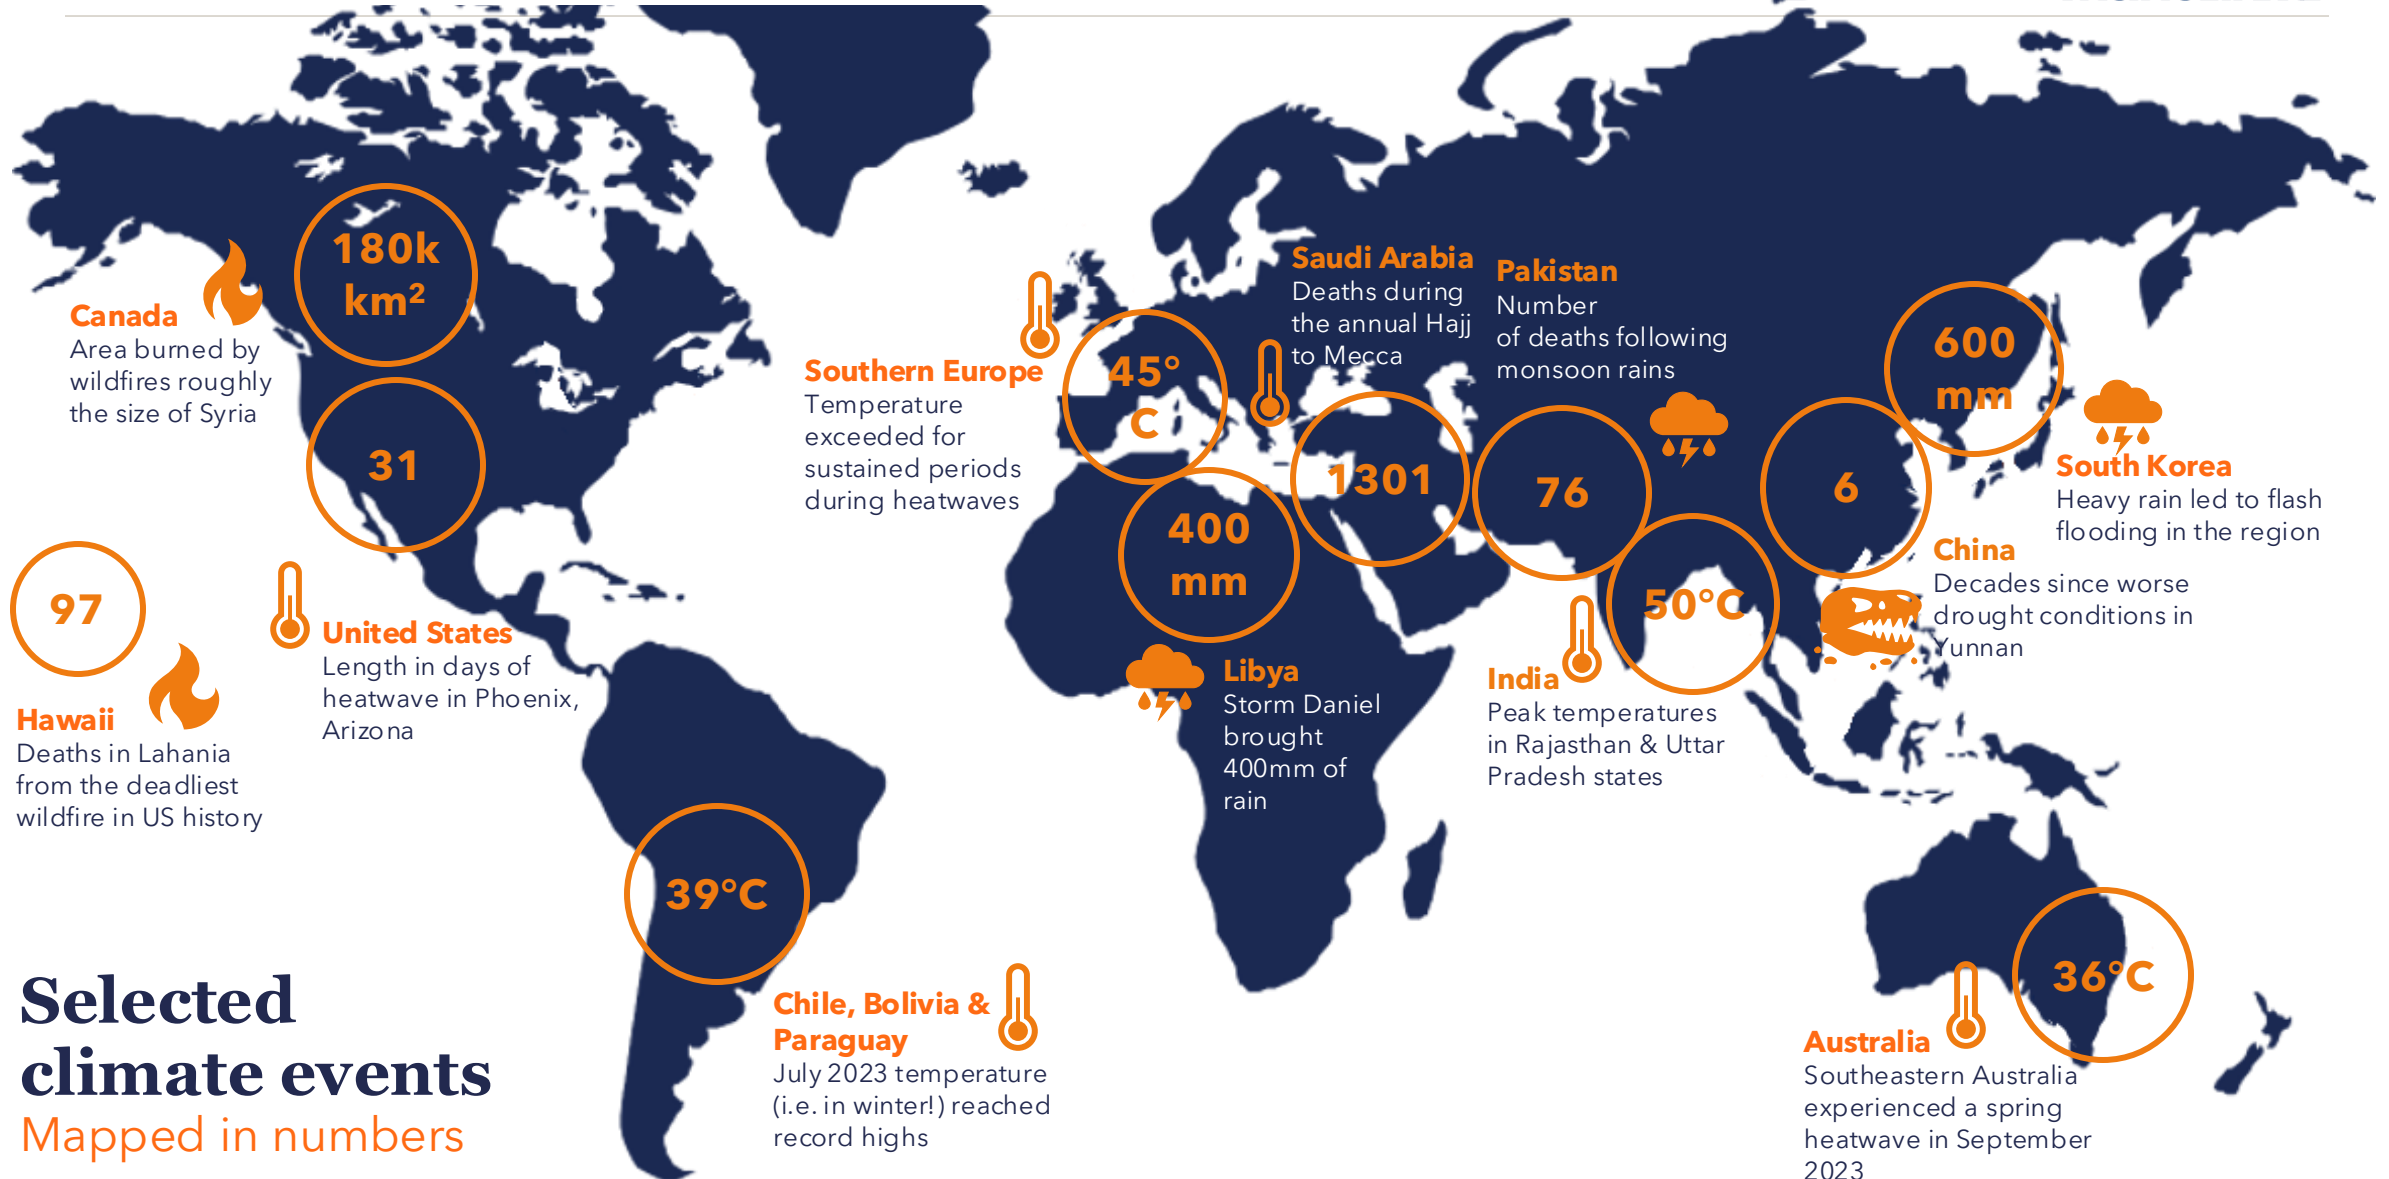 180k
km²
Canada
Area burned by
wildfires roughly
the size of Syria
31
United States
Length in days of
heatwave in Phoenix,
Arizona
97
Hawaii
Deaths in Lahania
from the deadliest
wildfire in US history
39°C
Chile, Bolivia &
Paraguay
July 2023 temperature
(i.e. in winter!) reached
record highs
Southern Europe
Temperature
exceeded for
sustained periods
during heatwaves
45°
C
400
mm
Libya
Storm Daniel
brought
400mm of
rain
Saudi Arabia
Deaths during
the annual Hajj
to Mecca
1301
Pakistan
Number
of deaths following
monsoon rains
76
50°C
India
Peak temperatures
in Rajasthan & Uttar
Pradesh states
6
China
Decades since worse
drought conditions in
Yunnan
600
mm
South Korea
Heavy rain led to flash
flooding in the region
36°C
Australia
Southeastern Australia
experienced a spring
heatwave in September
2023
Selected
climate events
Mapped in numbers